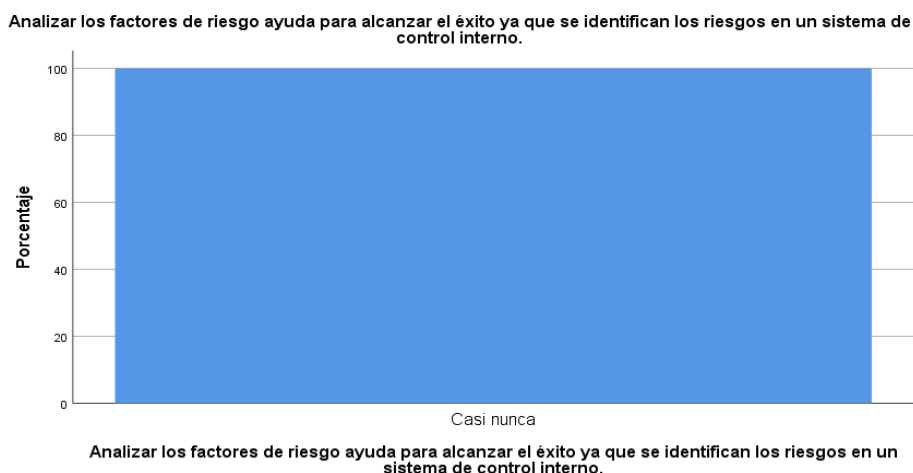 Analizar los factores de riesgo ayuda para alcanzar el éxito ya que se identifican los riesgos en un sistema de
control interno.
100
80
60
40
20
0
Porcentaje
Casi nunca
Analizar los factores de riesgo ayuda para alcanzar el éxito ya que se identifican los riesgos en un
sistema de control interno.